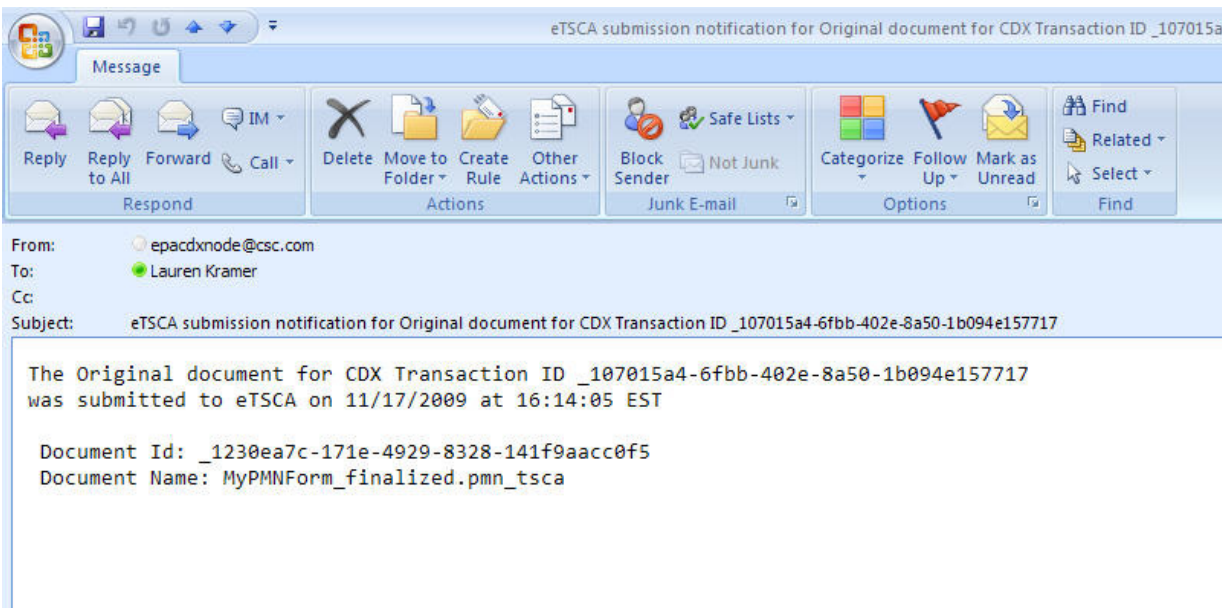 eTSCA submission notification for Original document for CDX Transaction ID _107015a
Message
Reply
Reply to All
Forward
IM
Call
Respond
Delete
Move to Folder
Create Rule
Other Actions
Actions
Block Sender
Safe Lists
Not Junk
Junk E-mail
Categorize
Follow Up
Mark as Unread
Options
Find
Related
Select
Find
From: epacdxnode@csc.com
To: Lauren Kramer
Cc:
Subject: eTSCA submission notification for Original document for CDX Transaction ID _107015a4-6fbb-402e-8a50-1b094e157717
The Original document for CDX Transaction ID _107015a4-6fbb-402e-8a50-1b094e157717
was submitted to eTSCA on 11/17/2009 at 16:14:05 EST
Document Id: _1230ea7c-171e-4929-8328-141f9aacc0f5
Document Name: MyPMNForm_finalized.pmn_tsca